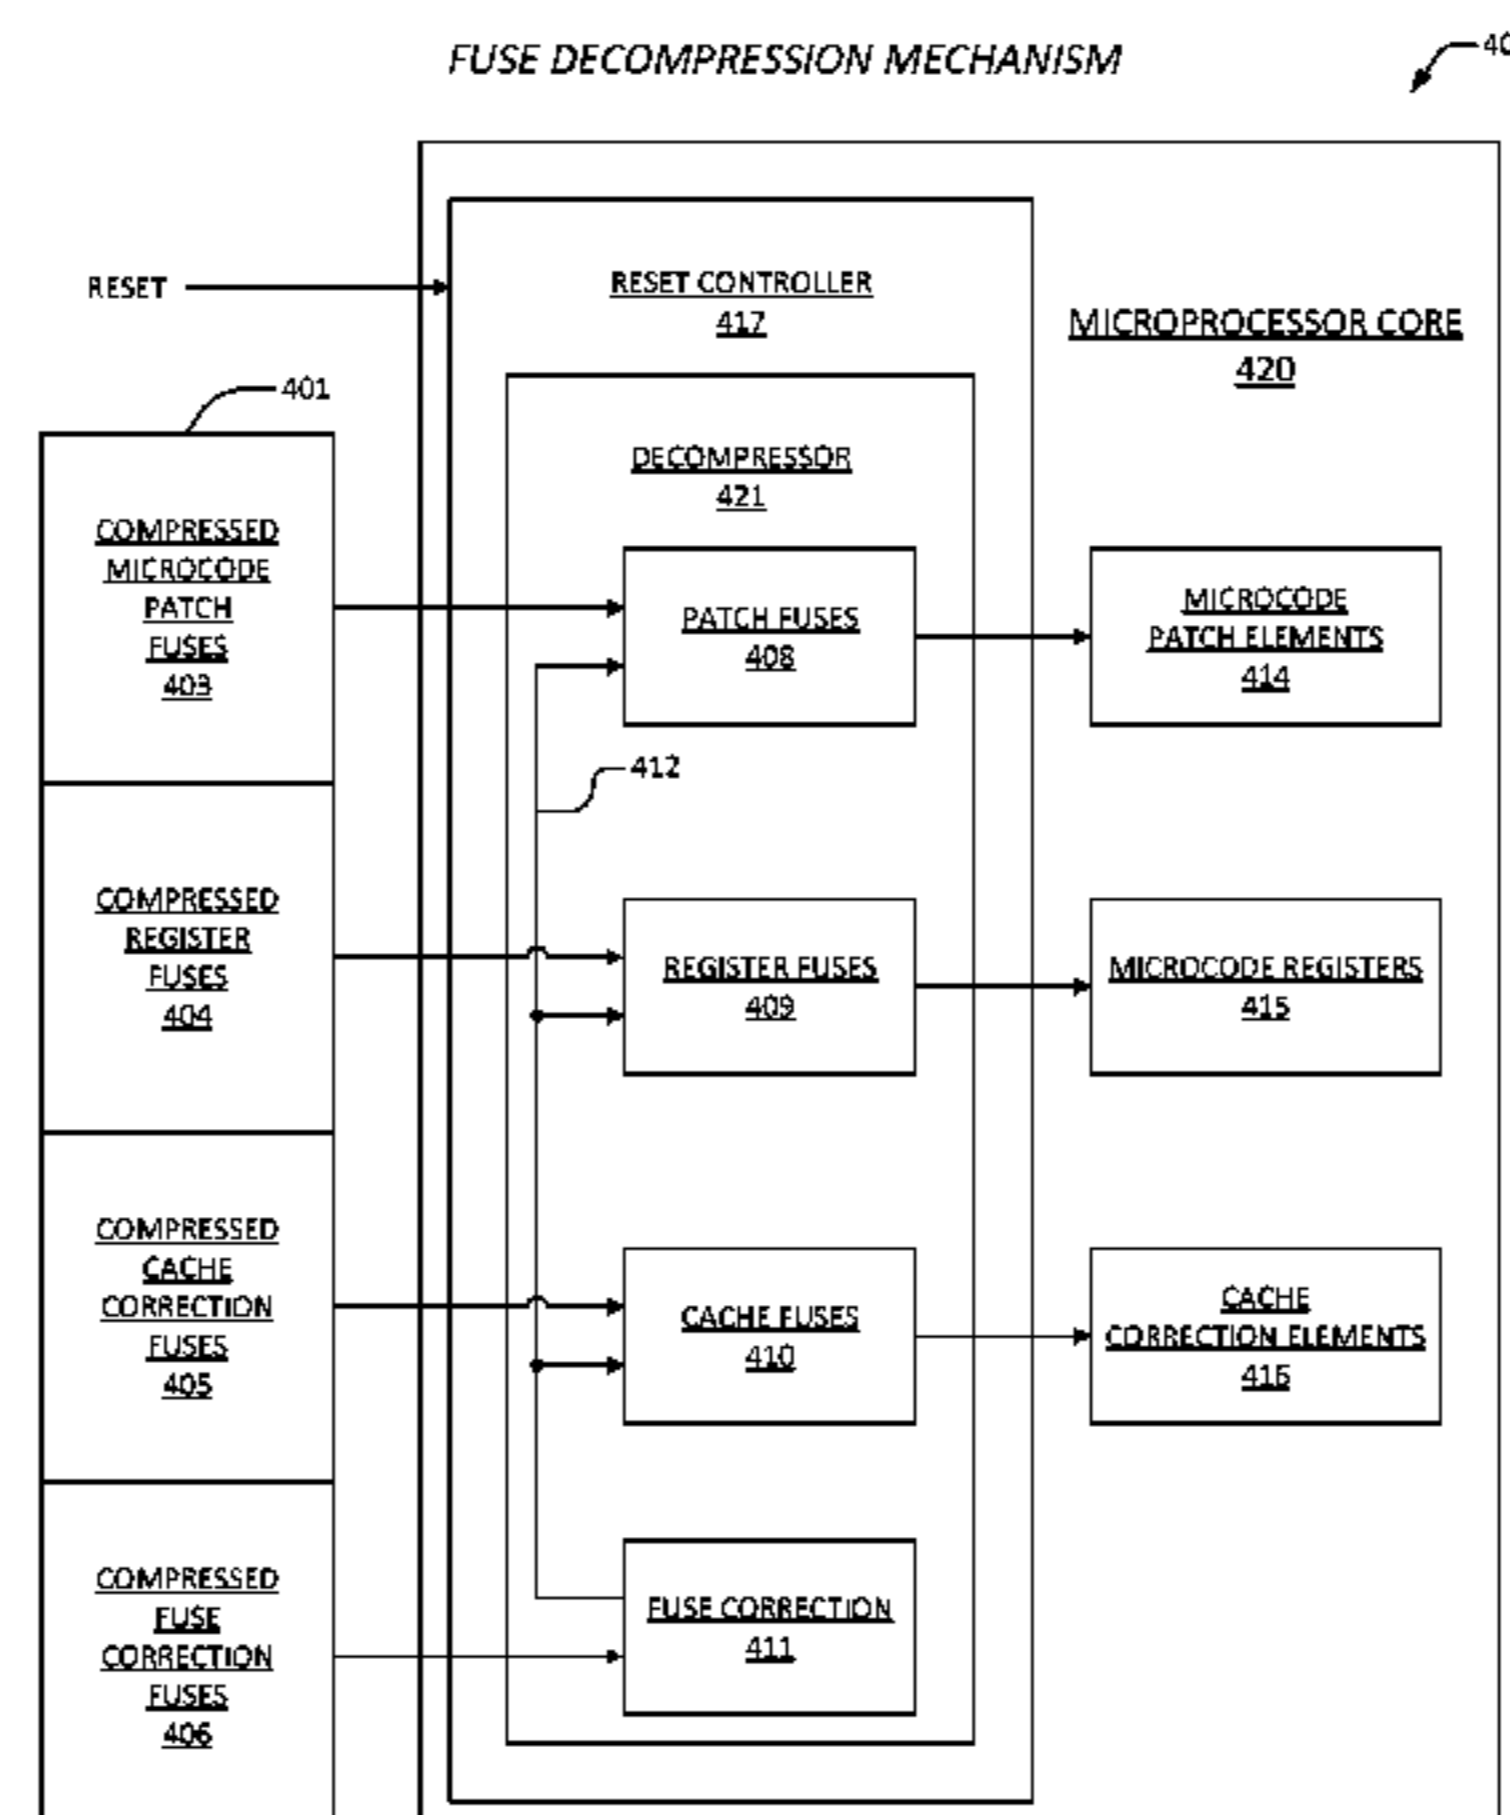 FUSE DECOMPRESSION MECHANISM
RESET
RESET CONTROLLER
417
MICROPROCESSOR CORE
420
401
DECOMPRESSOR
421
COMPRESSED
MICROCODE
PATCH
FUSES
403
PATCH FUSES
408
MICROCODE
PATCH ELEMENTS
414
412
COMPRESSED
REGISTER
FUSES
404
REGISTER FUSES
409
MICROCODE REGISTERS
415
COMPRESSED
CACHE
CORRECTION
FUSES
405
CACHE FUSES
410
CACHE
CORRECTION ELEMENTS
416
COMPRESSED
FUSE
CORRECTION
FUSES
406
FUSE CORRECTION
411